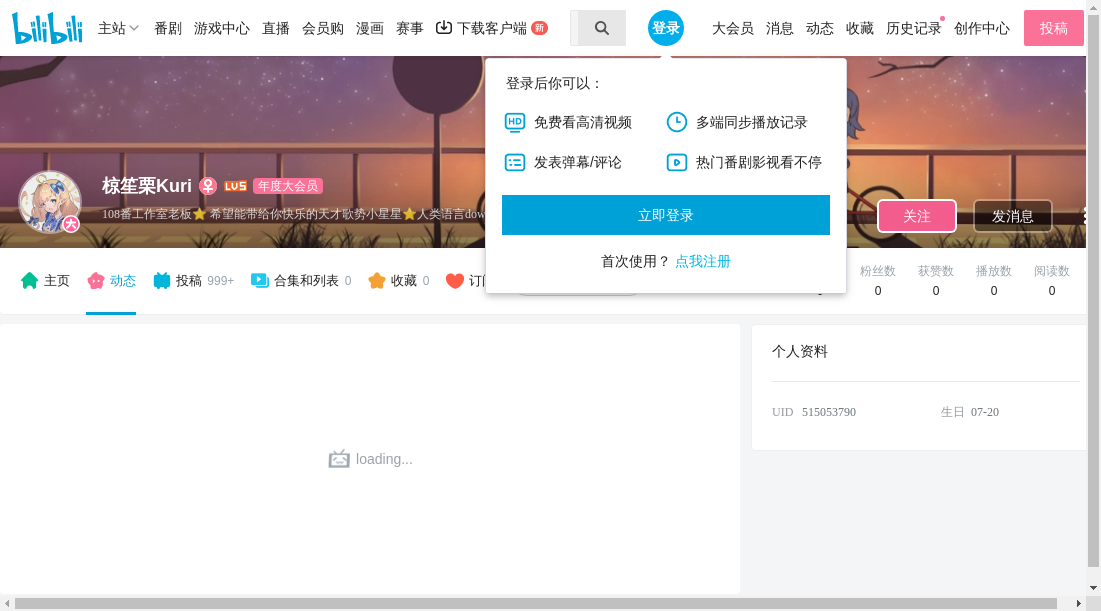 bilibili 主站 番剧 游戏中心 直播 会员购 漫画 赛事 下载客户端 新 登录 大会员 消息 动态 收藏 历史记录 创作中心 投稿
登录后你可以：
HD 免费看高清视频 多端同步播放记录
发表弹幕/评论 热门番剧影视看不停
立即登录
首次使用？ 点我注册
椋笙栗Kuri LV5 年度大会员
108番工作室老板⭐ 希望能带给你快乐的天才歌势小星星⭐人类语言dow
大
关注 发消息
主页 动态 投稿 999+ 合集和列表 0 收藏 0
粉丝数 获赞数 播放数 阅读数
0 0 0 0
loading...
个人资料
UID 515053790 生日 07-20